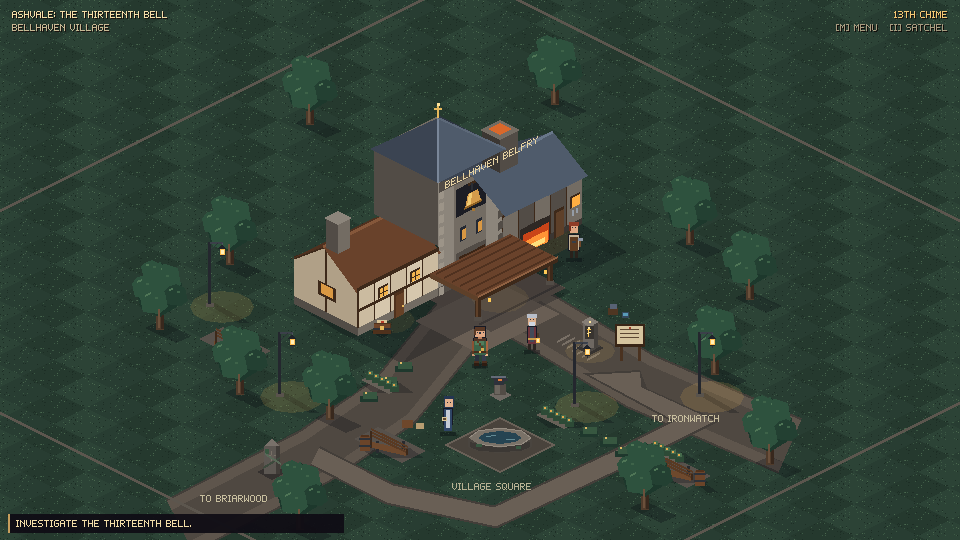 ASHVALE: THE THIRTEENTH BELL
BELLHAVEN VILLAGE
13TH CHIME
[M] MENU [I] SATCHEL
BELLHAVEN BELFRY
TO IRONWATCH
VILLAGE SQUARE
TO BRIARWOOD
INVESTIGATE THE THIRTEENTH BELL.